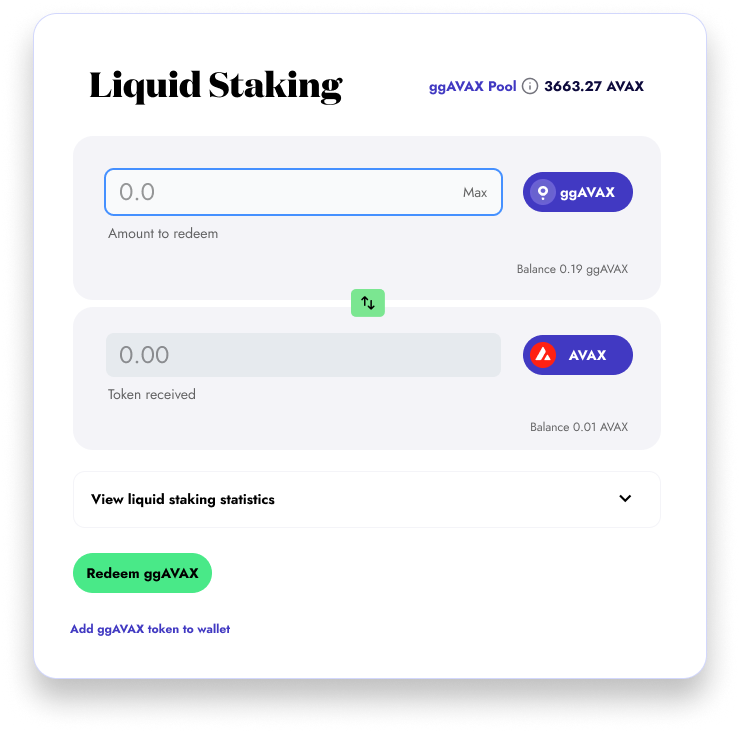 Liquid Staking
ggAVAX Pool 3663.27 AVAX
0.0 Max
ggAVAX
Amount to redeem
Balance 0.19 ggAVAX
0.00
AVAX
Token received
Balance 0.01 AVAX
View liquid staking statistics
Redeem ggAVAX
Add ggAVAX token to wallet